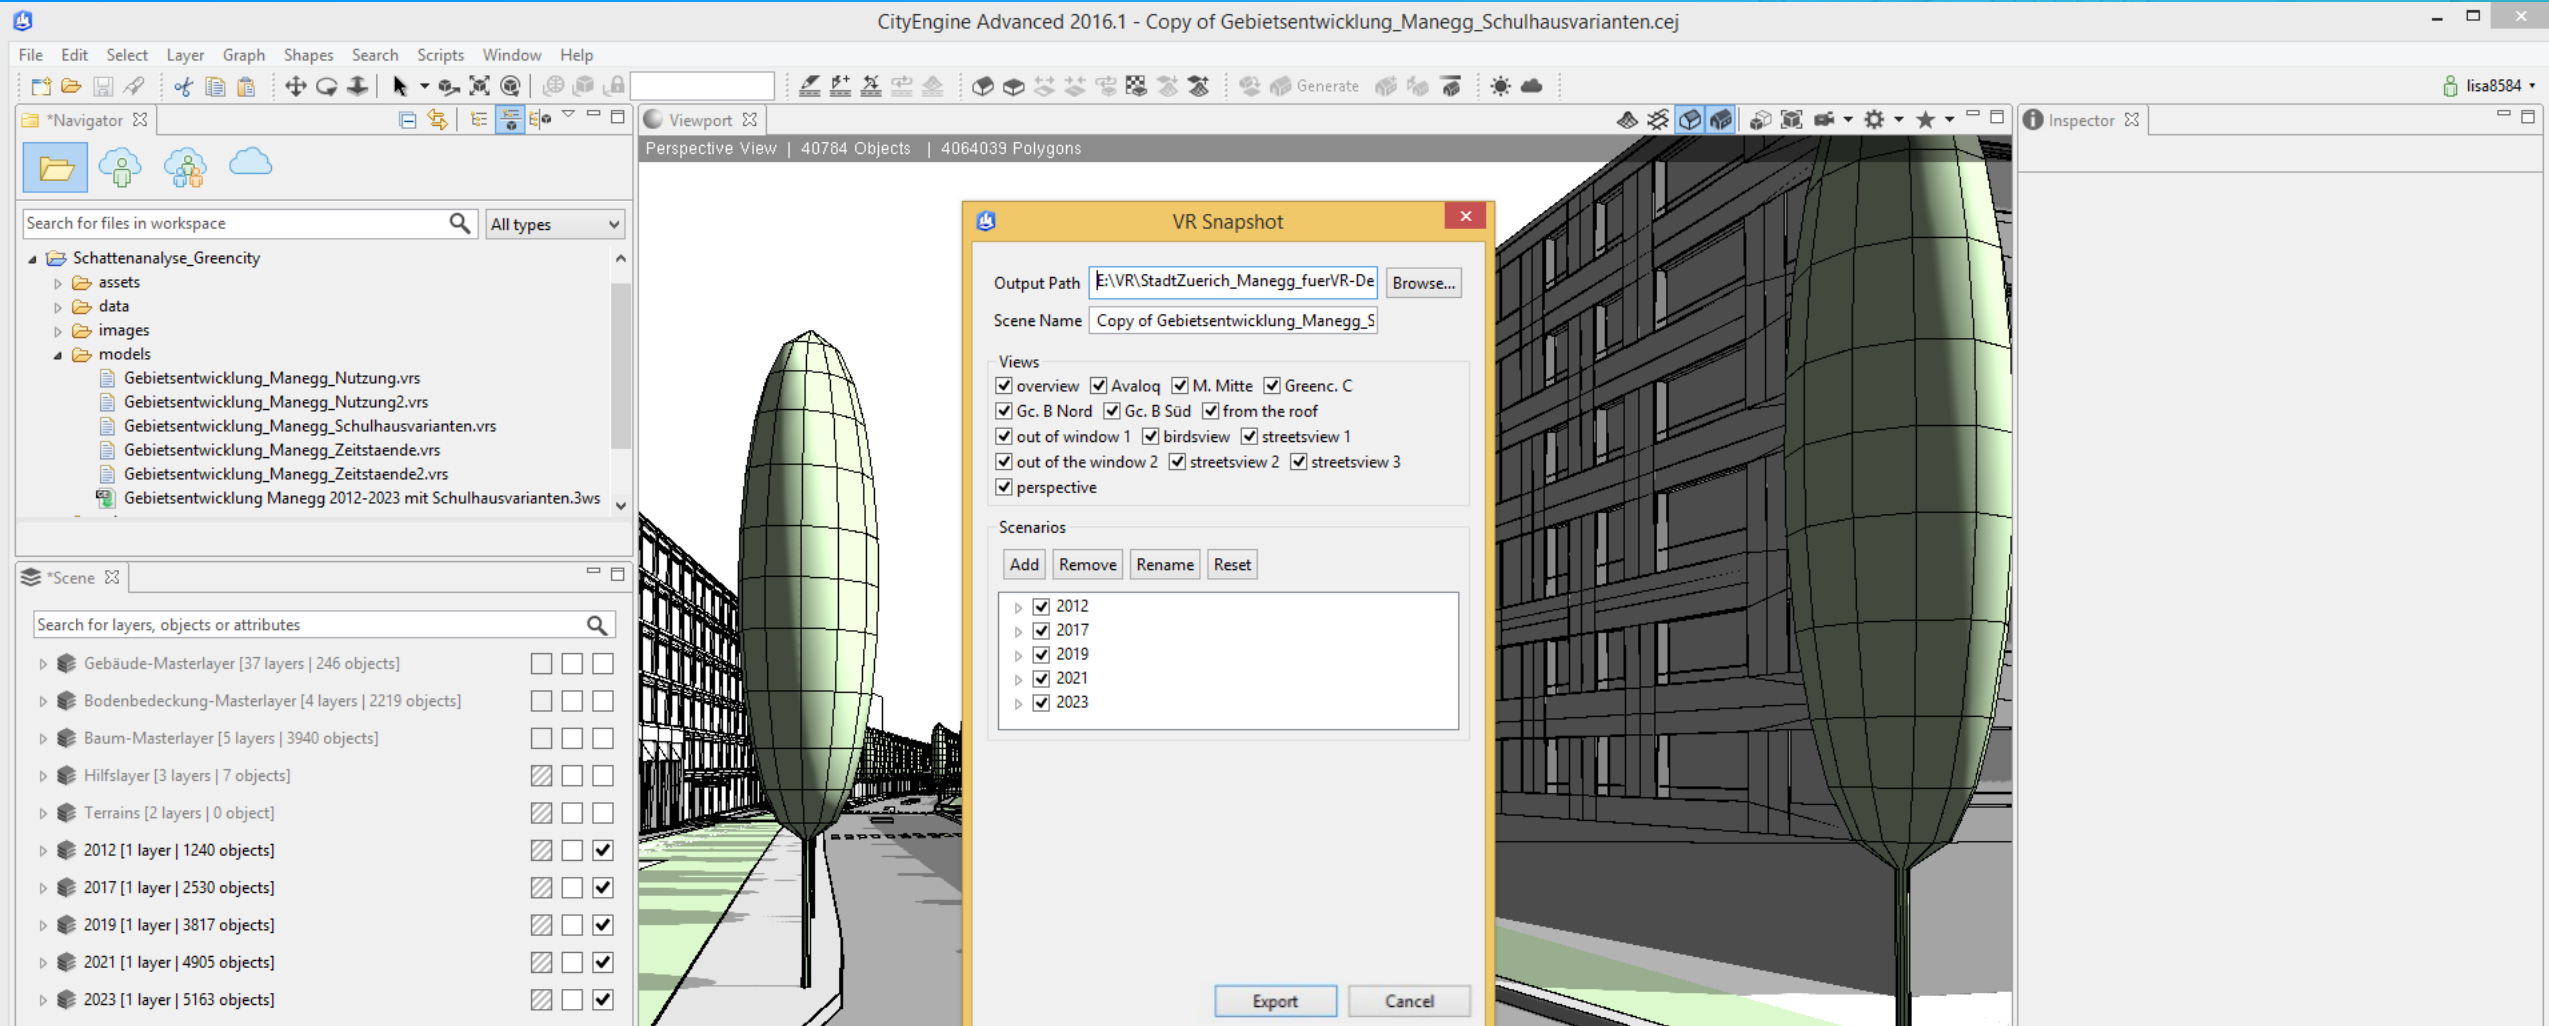 CityEngine Advanced 2016.1 - Copy of Gebietsentwicklung_Manegg_Schulhausvarianten.cej
File Edit Select Layer Graph Shapes Search Scripts Window Help
Generate
lisa8584
*Navigator
Search for files in workspace
All types
Schattenanalyse_Greencity
assets
data
images
models
Gebietsentwicklung_Manegg_Nutzung.vrs
Gebietsentwicklung_Manegg_Nutzung2.vrs
Gebietsentwicklung_Manegg_Schulhausvarianten.vrs
Gebietsentwicklung_Manegg_Zeitstaende.vrs
Gebietsentwicklung_Manegg_Zeitstaende2.vrs
Gebietsentwicklung Manegg 2012-2023 mit Schulhausvarianten.3ws
*Scene
Search for layers, objects or attributes
Gebäude-Masterlayer [37 layers | 246 objects]
Bodenbedeckung-Masterlayer [4 layers | 2219 objects]
Baum-Masterlayer [5 layers | 3940 objects]
Hilfslayer [3 layers | 7 objects]
Terrains [2 layers | 0 object]
2012 [1 layer | 1240 objects]
2017 [1 layer | 2530 objects]
2019 [1 layer | 3817 objects]
2021 [1 layer | 4905 objects]
2023 [1 layer | 5163 objects]
Viewport
Perspective View | 40784 Objects | 4064039 Polygons
VR Snapshot
Output Path E:\VR\StadtZuerich_Manegg_fuerVR-De Browse...
Scene Name Copy of Gebietsentwicklung_Manegg_S
Views
overview Avaloq M. Mitte Greenc. C
Gc. B Nord Gc. B Süd from the roof
out of window 1 birdsview streetsview 1
out of the window 2 streetsview 2 streetsview 3
perspective
Scenarios
Add Remove Rename Reset
2012
2017
2019
2021
2023
Export Cancel
Inspector